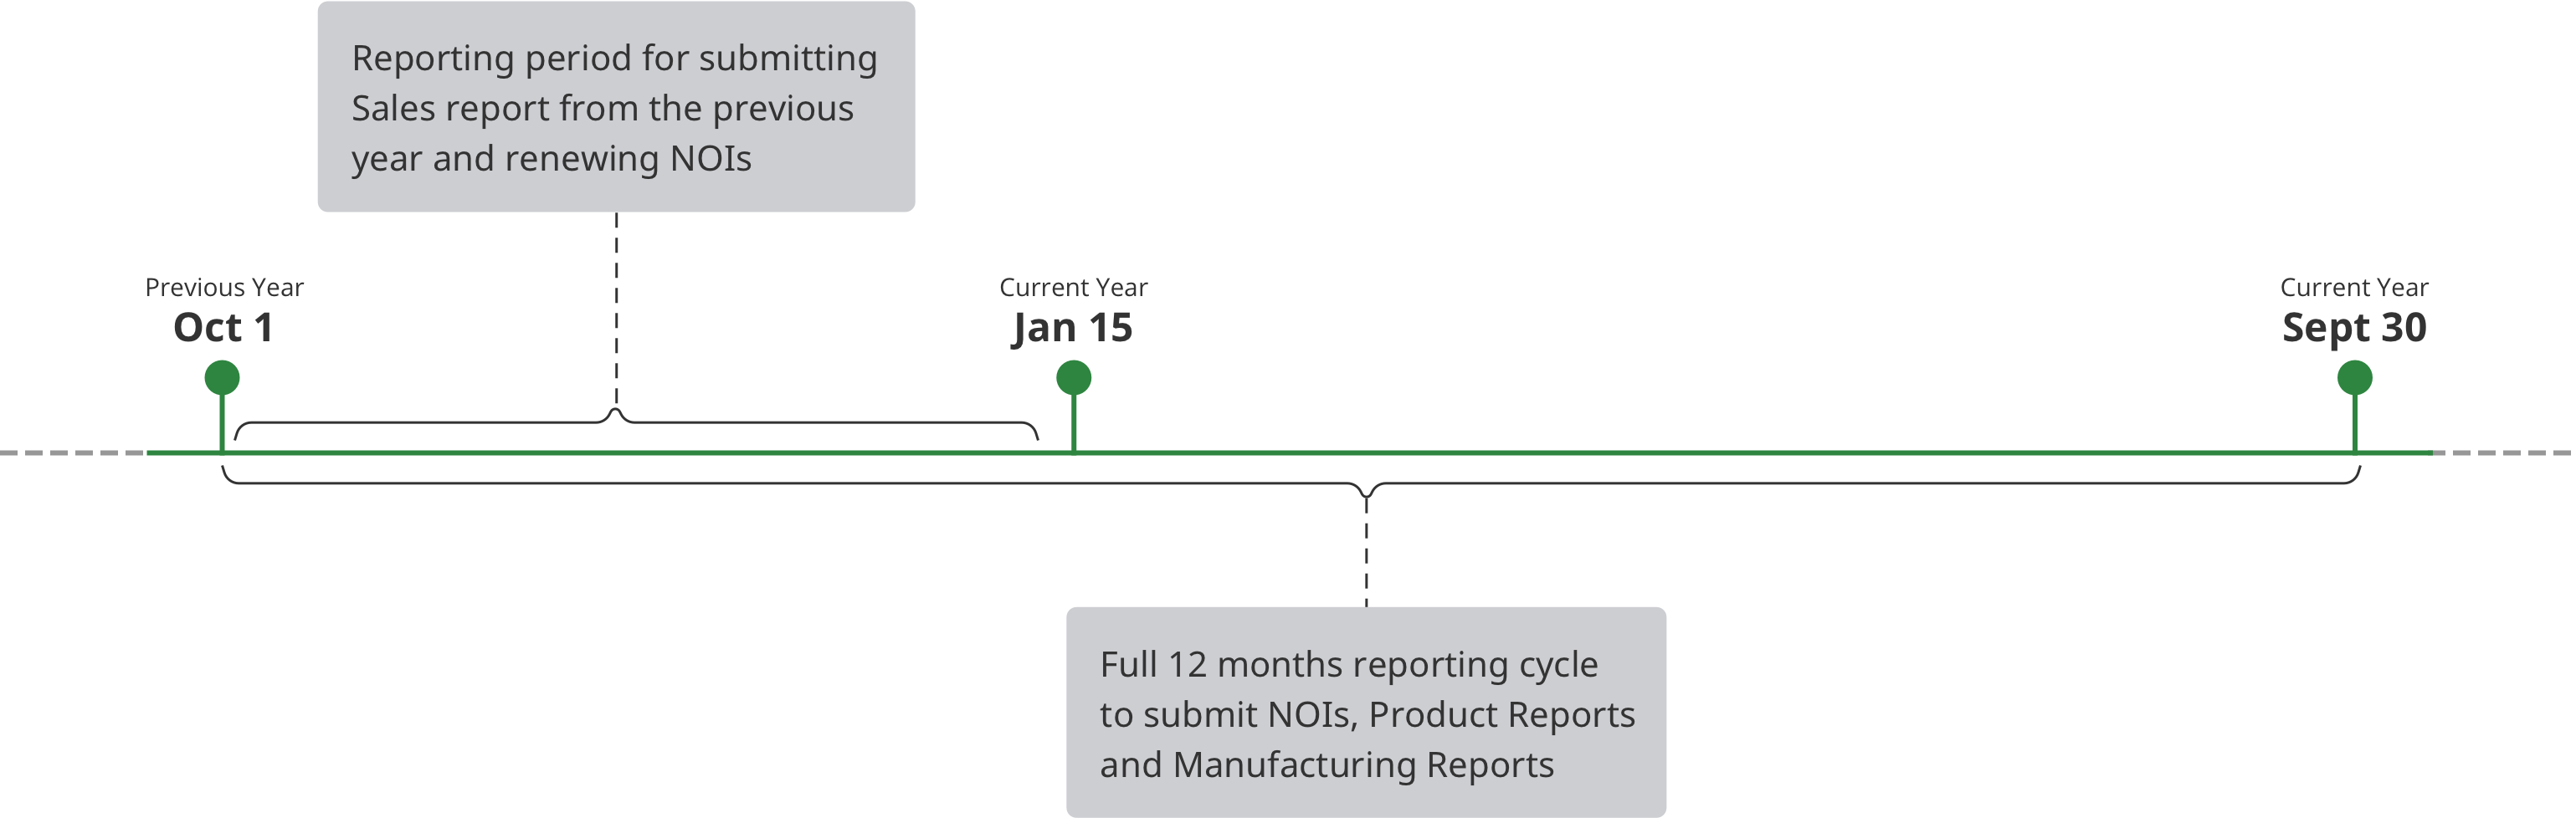 Reporting period for submitting
Sales report from the previous
year and renewing NOIs
Previous Year
Oct 1
Current Year
Jan 15
Current Year
Sept 30
Full 12 months reporting cycle
to submit NOIs, Product Reports
and Manufacturing Reports